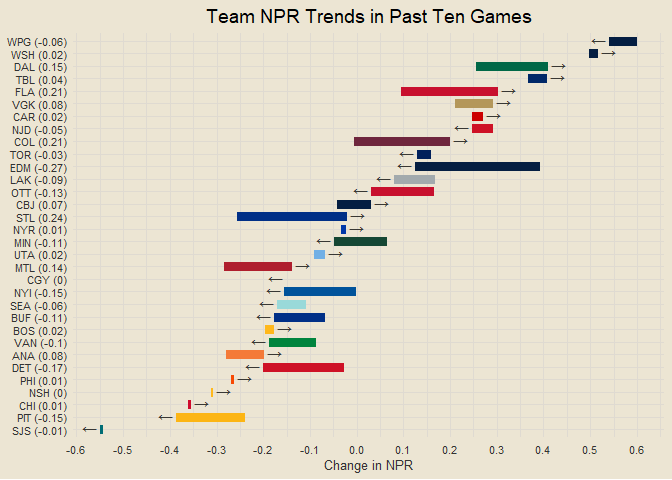 Team NPR Trends in Past Ten Games
WPG (-0.06)
WSH (0.02)
DAL (0.15)
TBL (0.04)
FLA (0.21)
VGK (0.08)
CAR (0.02)
NJD (-0.05)
COL (0.21)
TOR (-0.03)
EDM (-0.27)
LAK (-0.09)
OTT (-0.13)
CBJ (0.07)
STL (0.24)
NYR (0.01)
MIN (-0.11)
UTA (0.02)
MTL (0.14)
CGY (0)
NYI (-0.15)
SEA (-0.06)
BUF (-0.11)
BOS (0.02)
VAN (-0.1)
ANA (0.08)
DET (-0.17)
PHI (0.01)
NSH (0)
CHI (0.01)
PIT (-0.15)
SJS (-0.01)
-0.6 -0.5 -0.4 -0.3 -0.2 -0.1 0.0 0.1 0.2 0.3 0.4 0.5 0.6
Change in NPR